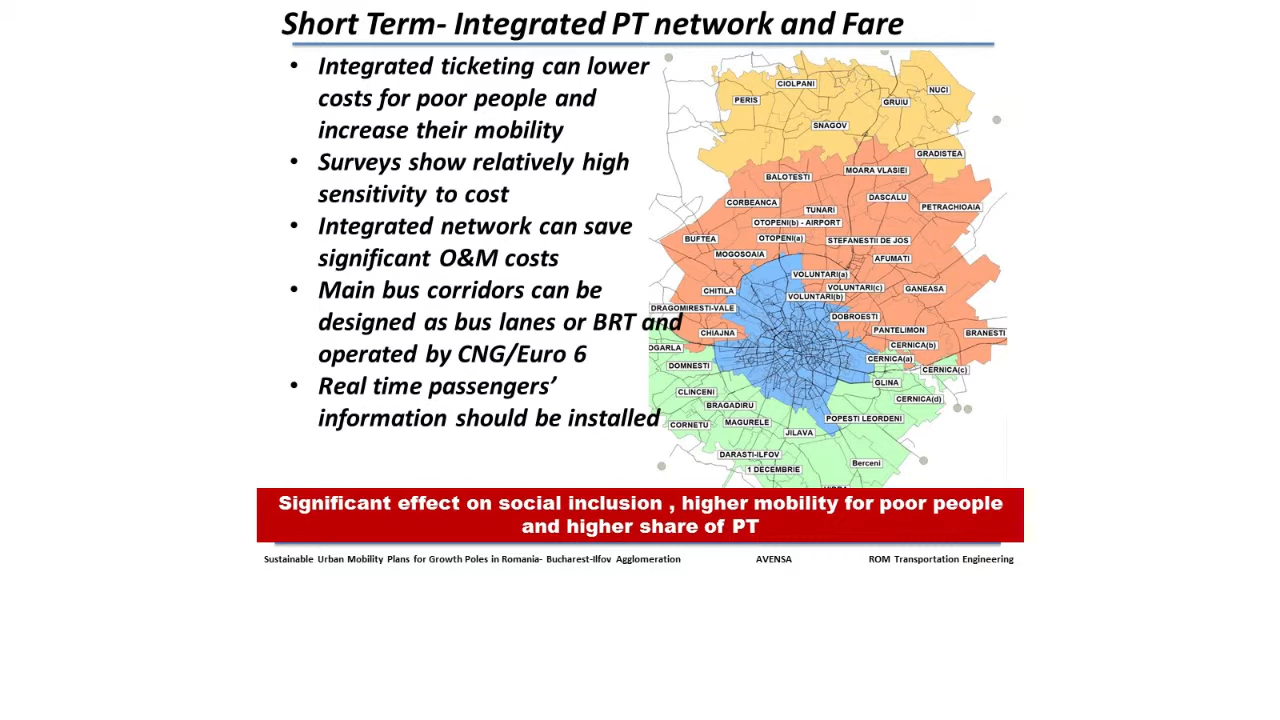 Short Term- Integrated PT network and Fare
• Integrated ticketing can lower
costs for poor people and
increase their mobility
• Surveys show relatively high
sensitivity to cost
• Integrated network can save
significant O&M costs
• Main bus corridors can be
designed as bus lanes or BRT and
operated by CNG/Euro 6
• Real time passengers’
information should be installed
CIOLPANI
NUCI
PERIS
GRUIU
SNAGOV
GRADISTEA
MOARA VLASIEI
BALOTESTI
DASCALU
CORBEANCA
PETRACHIOAIA
TUNARI
OTOPENI(b) - AIRPORT
BUFTEA
OTOPENI(a)
STEFANESTII DE JOS
MOGOSOAIA
AFUMATI
VOLUNTARI(a)
CHITILA
VOLUNTARI(c)
GANEASA
VOLUNTARI(b)
DRAGOMIRESTI-VALE
DOBROESTI
CHIAJNA
PANTELIMON
BRANESTI
OGARLA
CERNICA(b)
CERNICA(a)
DOMNESTI
CERNICA(c)
GLINA
CLINCENI
CERNICA(d)
BRAGADIRU
CORNETU
MAGURELE
POPESTI LEORDENI
JILAVA
DARASTI-ILFOV
1 DECEMBRIE
Berceni
Significant effect on social inclusion , higher mobility for poor people
and higher share of PT
Sustainable Urban Mobility Plans for Growth Poles in Romania- Bucharest-Ilfov Agglomeration AVENSA ROM Transportation Engineering